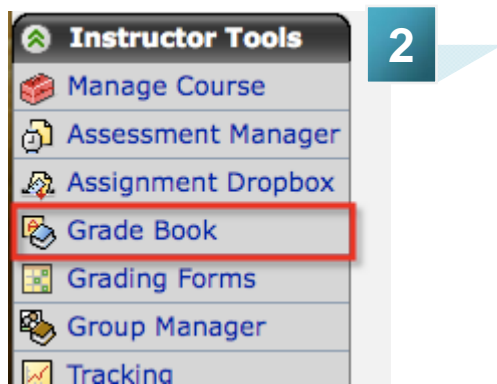 Instructor Tools
2
Manage Course
Assessment Manager
Assignment Dropbox
Grade Book
Grading Forms
Group Manager
Tracking